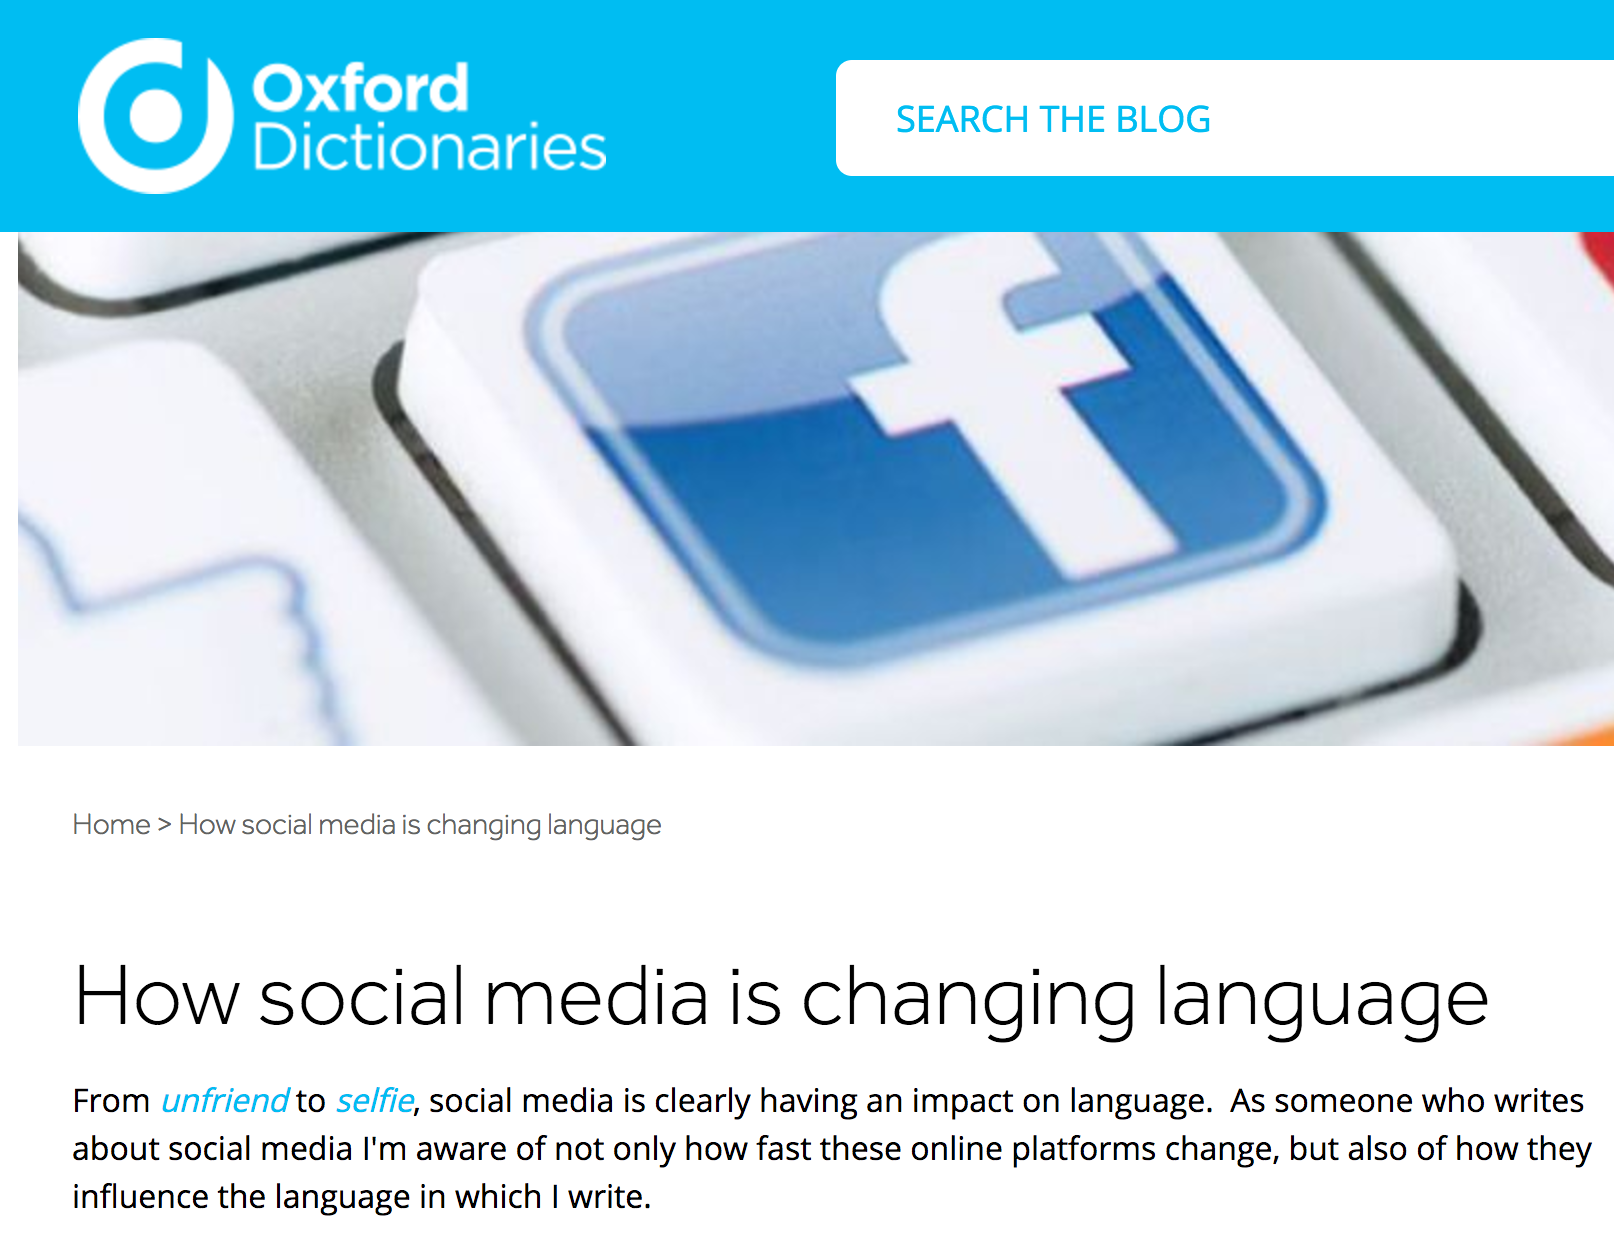 Oxford
Dictionaries
SEARCH THE BLOG
f
Home > How social media is changing language
How social media is changing language
From unfriend to selfie, social media is clearly having an impact on language.  As someone who writes
about social media I'm aware of not only how fast these online platforms change, but also of how they
influence the language in which I write.